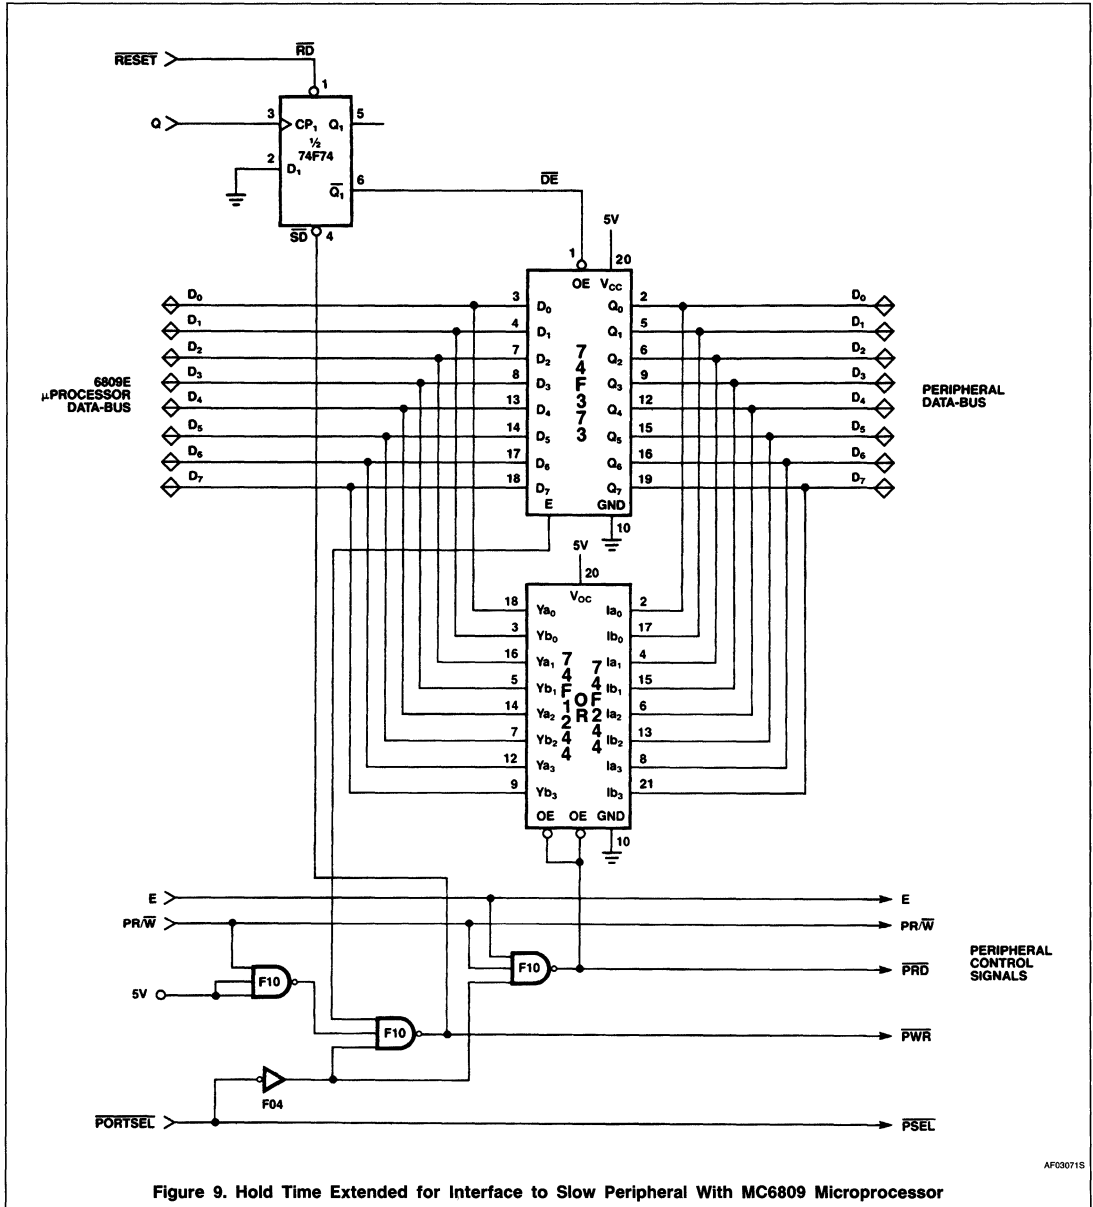 RESET
RD
1
Q
3
CP1 Q1
5
½
74F74
2
D1
Q1
6
DE
SD
4
5V
1
20
OE VCC
6809E
μPROCESSOR
DATA-BUS
D0
D1
D2
D3
D4
D5
D6
D7
3 D0
4 D1
7 D2
8 D3
13 D4
14 D5
17 D6
18 D7
74F373
Q0 2
Q1 5
Q2 6
Q3 9
Q4 12
Q5 15
Q6 16
Q7 19
E GND
10
D0
D1
D2
D3
D4
D5
D6
D7
PERIPHERAL
DATA-BUS
5V
20
VOC
18 Ya0
3 Yb0
16 Ya1
5 Yb1
14 Ya2
7 Yb2
12 Ya3
9 Yb3
74F1244
OR
74F244
Ia0 2
Ib0 17
Ia1 4
Ib1 15
Ia2 6
Ib2 13
Ia3 8
Ib3 21
OE OE GND
10
E
E
PR/W
PR/W
PERIPHERAL
CONTROL
SIGNALS
F10
PRD
5V
F10
F10
PWR
F04
PORTSEL
PSEL
AF03071S
Figure 9. Hold Time Extended for Interface to Slow Peripheral With MC6809 Microprocessor